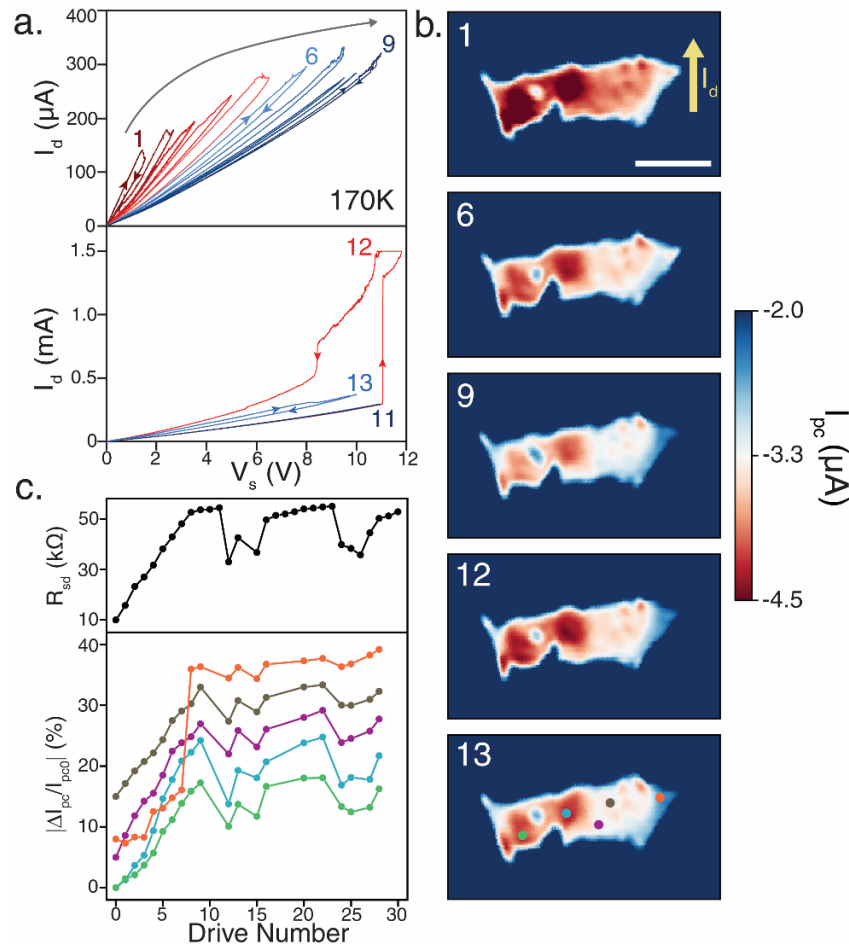 a.
400
300
200
100
0
I_d (µA)
1
6
9
170K
1.5
1.0
0.5
0
I_d (mA)
12
13
11
0 2 4 6 8 10 12
V_s (V)
b.
1
I_d
6
9
12
13
-2.0
-3.3
-4.5
I_pc (µA)
c.
50
30
10
R_sd (kΩ)
40
30
20
10
0
|ΔI_pc/I_pc0| (%)
0 5 10 15 20 25 30
Drive Number